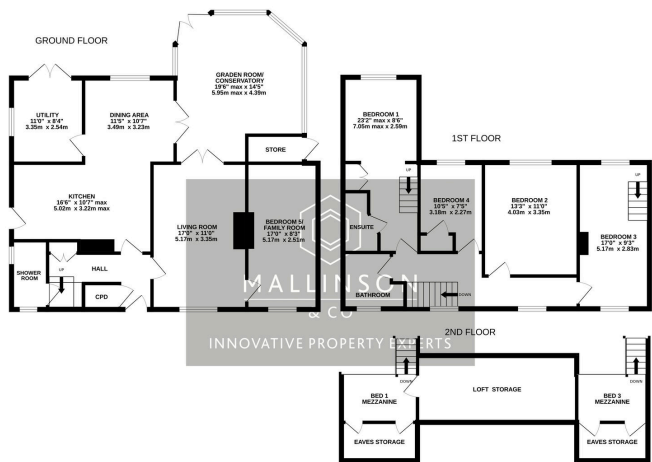 GROUND FLOOR
GRADEN ROOM/
CONSERVATORY
19'6" max x 14'5"
5.95m max x 4.39m
UTILITY
11'0" x 8'4"
3.35m x 2.54m
DINING AREA
11'5" x 10'7"
3.49m x 3.23m
STORE
KITCHEN
16'6" x 10'7" max
5.02m x 3.22m max
LIVING ROOM
17'0" x 11'0"
5.17m x 3.35m
BEDROOM 5/
FAMILY ROOM
17'0" x 8'3"
5.17m x 2.51m
SHOWER
ROOM
UP
HALL
CPD
1ST FLOOR
BEDROOM 1
23'2" max x 8'6"
7.05m max x 2.59m
UP
BEDROOM 4
10'5" x 7'5"
3.18m x 2.27m
BEDROOM 2
13'3" x 11'0"
4.03m x 3.35m
UP
BEDROOM 3
17'0" x 9'3"
5.17m x 2.83m
ENSUITE
BATHROOM
DOWN
MALLINSON
& CO
INNOVATIVE PROPERTY EXPERTS
2ND FLOOR
DOWN
BED 1
MEZZANINE
LOFT STORAGE
DOWN
BED 3
MEZZANINE
EAVES STORAGE
EAVES STORAGE